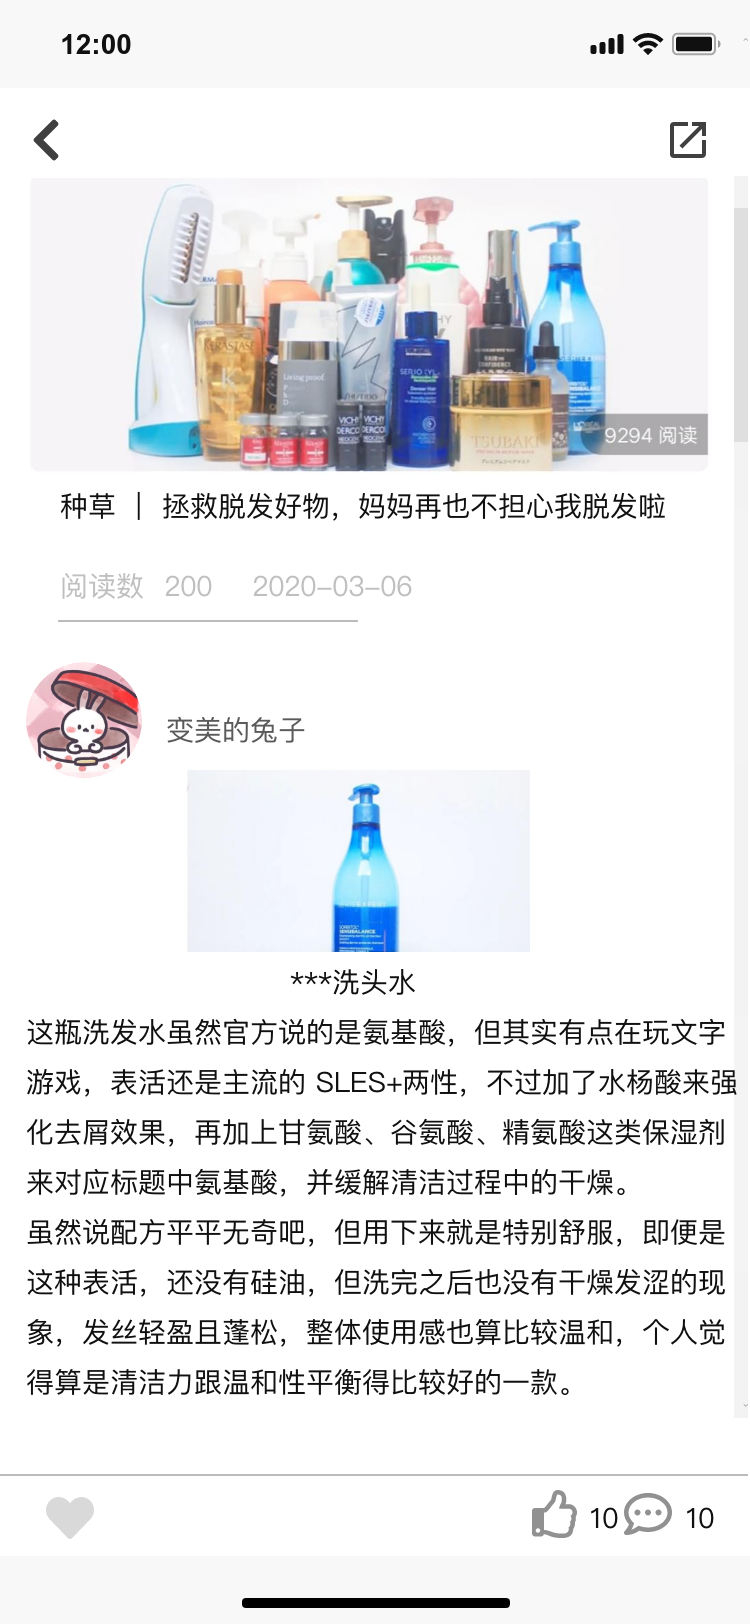 12:00
KERASTASE
Living proof.
SERIOXYL
VICHY
DERCO
VICHY
DERCO
TSUBAKI
9294 阅读
种草 | 拯救脱发好物，妈妈再也不担心我脱发啦
阅读数 200 2020-03-06
变美的兔子
SENSIBALANCE
***洗头水
这瓶洗发水虽然官方说的是氨基酸，但其实有点在玩文字
游戏，表活还是主流的 SLES+两性，不过加了水杨酸来强
化去屑效果，再加上甘氨酸、谷氨酸、精氨酸这类保湿剂
来对应标题中氨基酸，并缓解清洁过程中的干燥。
虽然说配方平平无奇吧，但用下来就是特别舒服，即便是
这种表活，还没有硅油，但洗完之后也没有干燥发涩的现
象，发丝轻盈且蓬松，整体使用感也算比较温和，个人觉
得算是清洁力跟温和性平衡得比较好的一款。
10 10